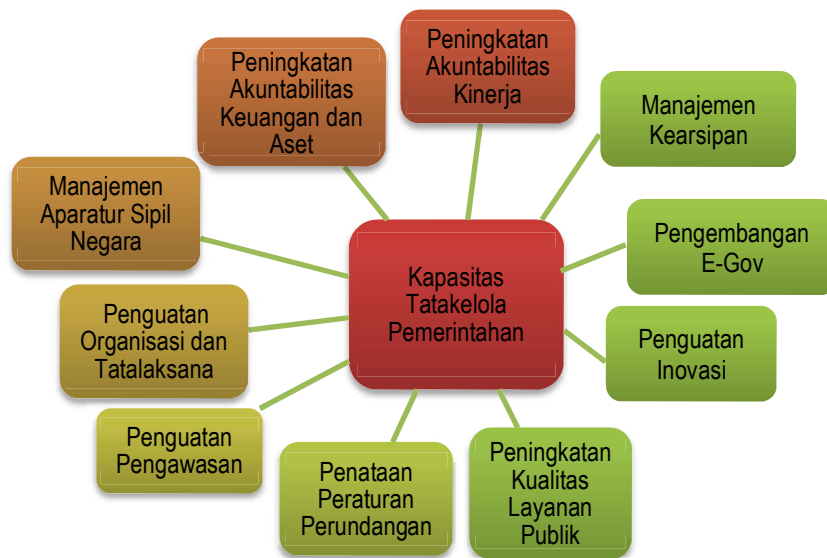 Peningkatan
Akuntabilitas
Kinerja
Peningkatan
Akuntabilitas
Keuangan dan
Aset
Manajemen
Kearsipan
Manajemen
Aparatur Sipil
Negara
Pengembangan
E-Gov
Kapasitas
Tatakelola
Pemerintahan
Penguatan
Organisasi dan
Tatalaksana
Penguatan
Inovasi
Penguatan
Pengawasan
Penataan
Peraturan
Perundangan
Peningkatan
Kualitas
Layanan
Publik